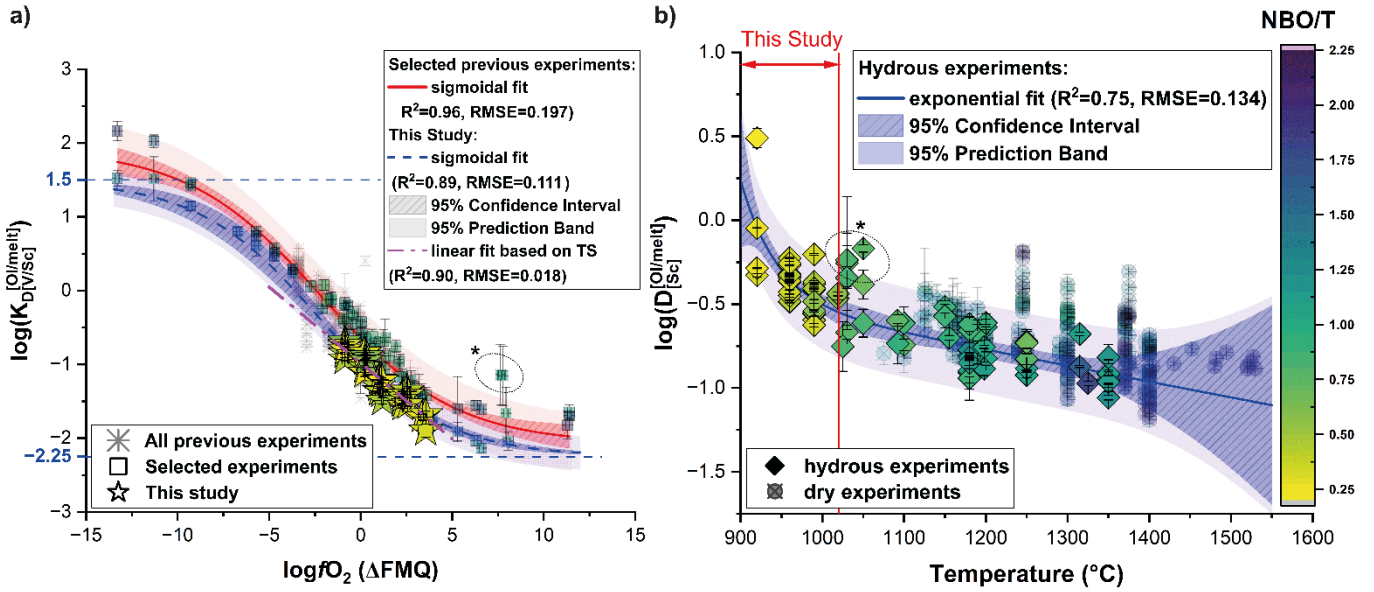 a)
Selected previous experiments:
sigmoidal fit
R²=0.96, RMSE=0.197)
This Study:
sigmoidal fit
(R²=0.89, RMSE=0.111)
95% Confidence Interval
95% Prediction Band
linear fit based on TS
(R²=0.90, RMSE=0.018)
3
2
1.5
1
0
−1
−2
−2.25
−3
log(K_D[V/Sc]^[Ol/melt])
*
All previous experiments
Selected experiments
This study
−15 −10 −5 0 5 10 15
logfO₂ (ΔFMQ)
b)
This Study
Hydrous experiments:
exponential fit (R²=0.75, RMSE=0.134)
95% Confidence Interval
95% Prediction Band
1.0
0.5
0.0
−0.5
−1.0
−1.5
log(D_[Sc]^[Ol/melt])
*
hydrous experiments
dry experiments
900 1000 1100 1200 1300 1400 1500 1600
Temperature (°C)
NBO/T
2.25
2.00
1.75
1.50
1.25
1.00
0.75
0.50
0.25